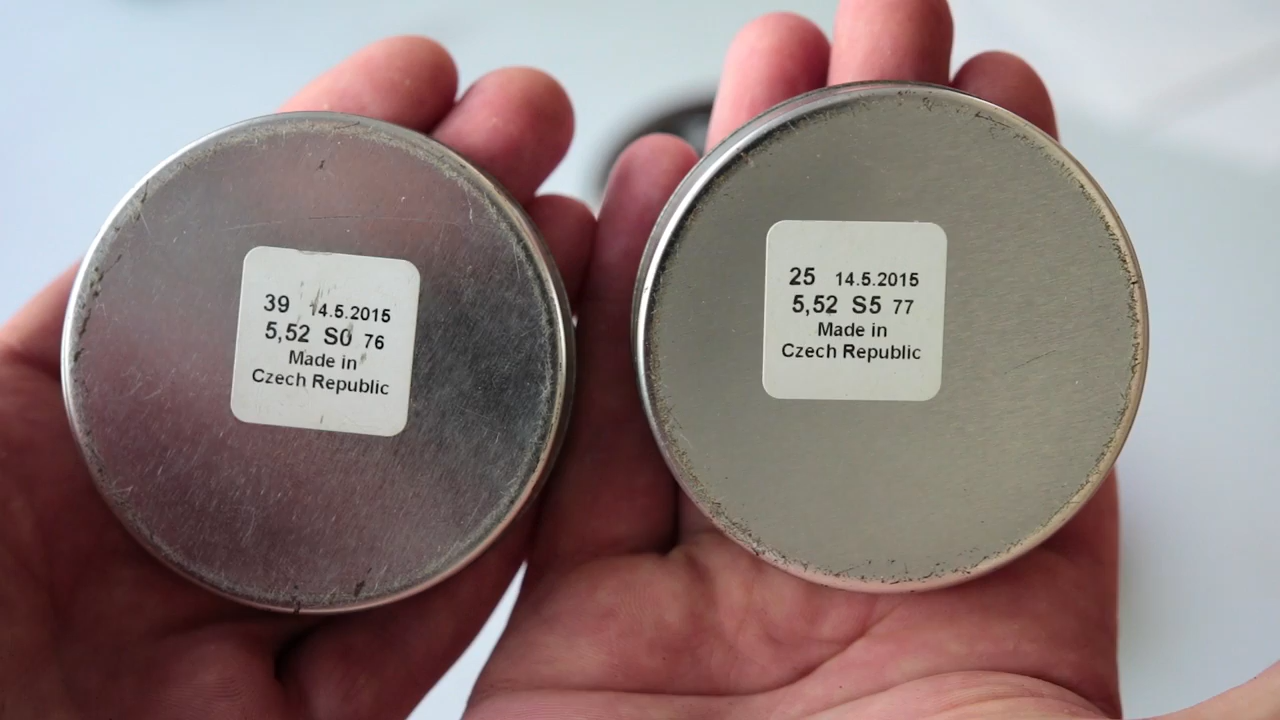 39 14.5.2015
5,52 S0 76
Made in
Czech Republic
25 14.5.2015
5,52 S5 77
Made in
Czech Republic